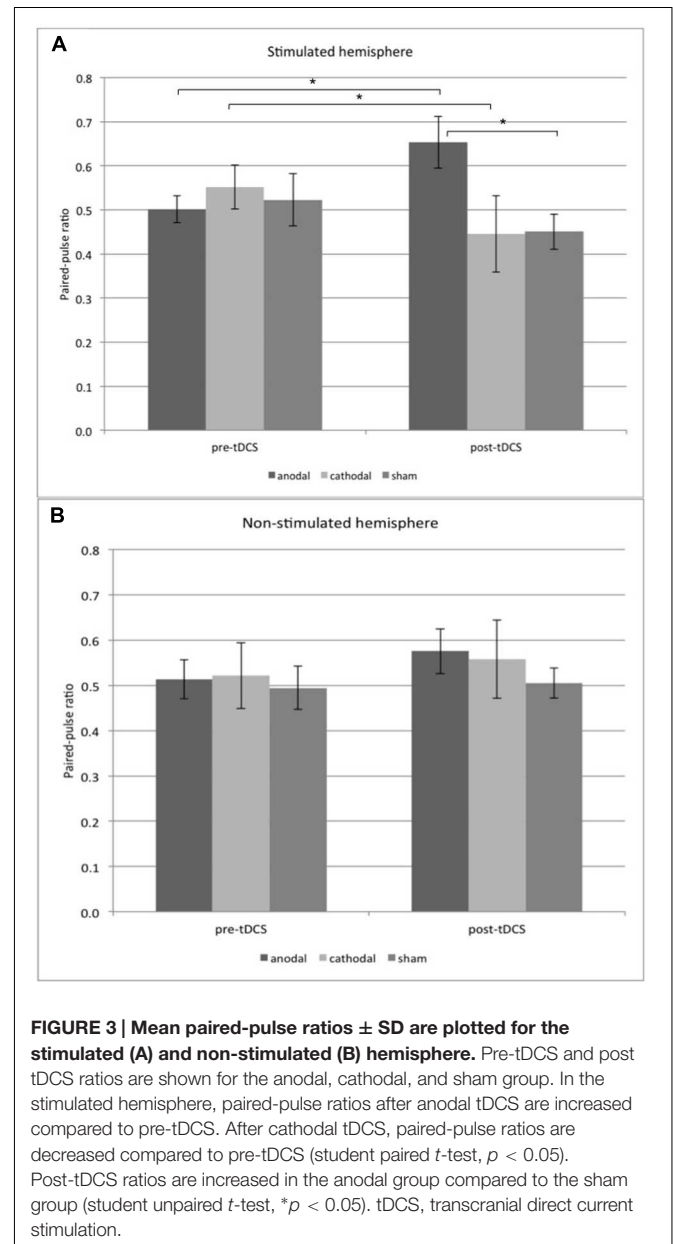 A
Stimulated hemisphere
*
*
*
0.8
0.7
0.6
0.5
0.4
0.3
0.2
0.1
0.0
Paired-pulse ratio
pre-tDCS
post-tDCS
anodal cathodal sham
B
Non-stimulated hemisphere
0.8
0.7
0.6
0.5
0.4
0.3
0.2
0.1
0.0
Paired-pulse ratio
pre-tDCS
post-tDCS
anodal cathodal sham
FIGURE 3 | Mean paired-pulse ratios ± SD are plotted for the
stimulated (A) and non-stimulated (B) hemisphere. Pre-tDCS and post
tDCS ratios are shown for the anodal, cathodal, and sham group. In the
stimulated hemisphere, paired-pulse ratios after anodal tDCS are increased
compared to pre-tDCS. After cathodal tDCS, paired-pulse ratios are
decreased compared to pre-tDCS (student paired t-test, p < 0.05).
Post-tDCS ratios are increased in the anodal group compared to the sham
group (student unpaired t-test, *p < 0.05). tDCS, transcranial direct current
stimulation.